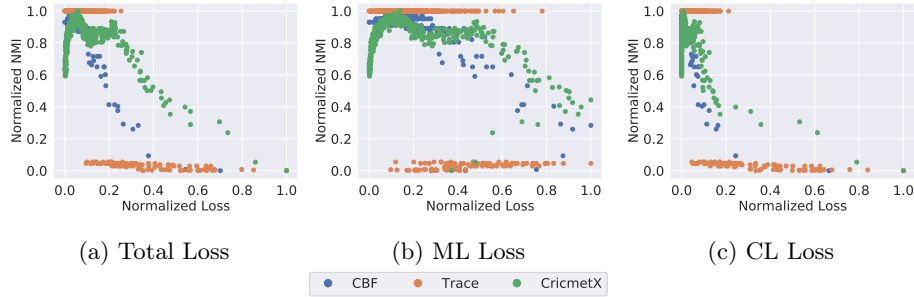 Normalized NMI
1.0
0.8
0.6
0.4
0.2
0.0
0.0 0.2 0.4 0.6 0.8 1.0
Normalized Loss
(a) Total Loss
Normalized NMI
1.0
0.8
0.6
0.4
0.2
0.0
0.0 0.2 0.4 0.6 0.8 1.0
Normalized Loss
(b) ML Loss
Normalized NMI
1.0
0.8
0.6
0.4
0.2
0.0
0.0 0.2 0.4 0.6 0.8 1.0
Normalized Loss
(c) CL Loss
CBF Trace CricmetX